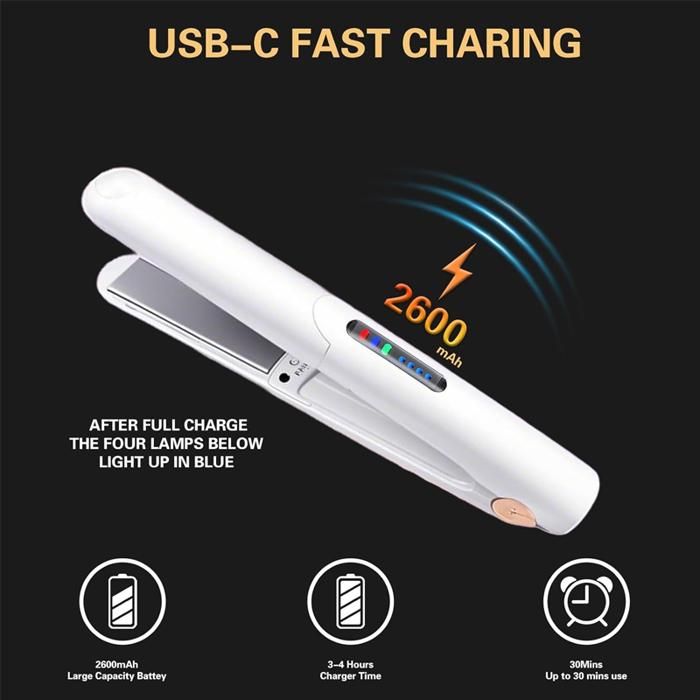 USB-C FAST CHARING
2600
mAh
AFTER FULL CHARGE
THE FOUR LAMPS BELOW
LIGHT UP IN BLUE
2600mAh
Large Capacity Battey
3-4 Hours
Charger Time
30Mins
Up to 30 mins use